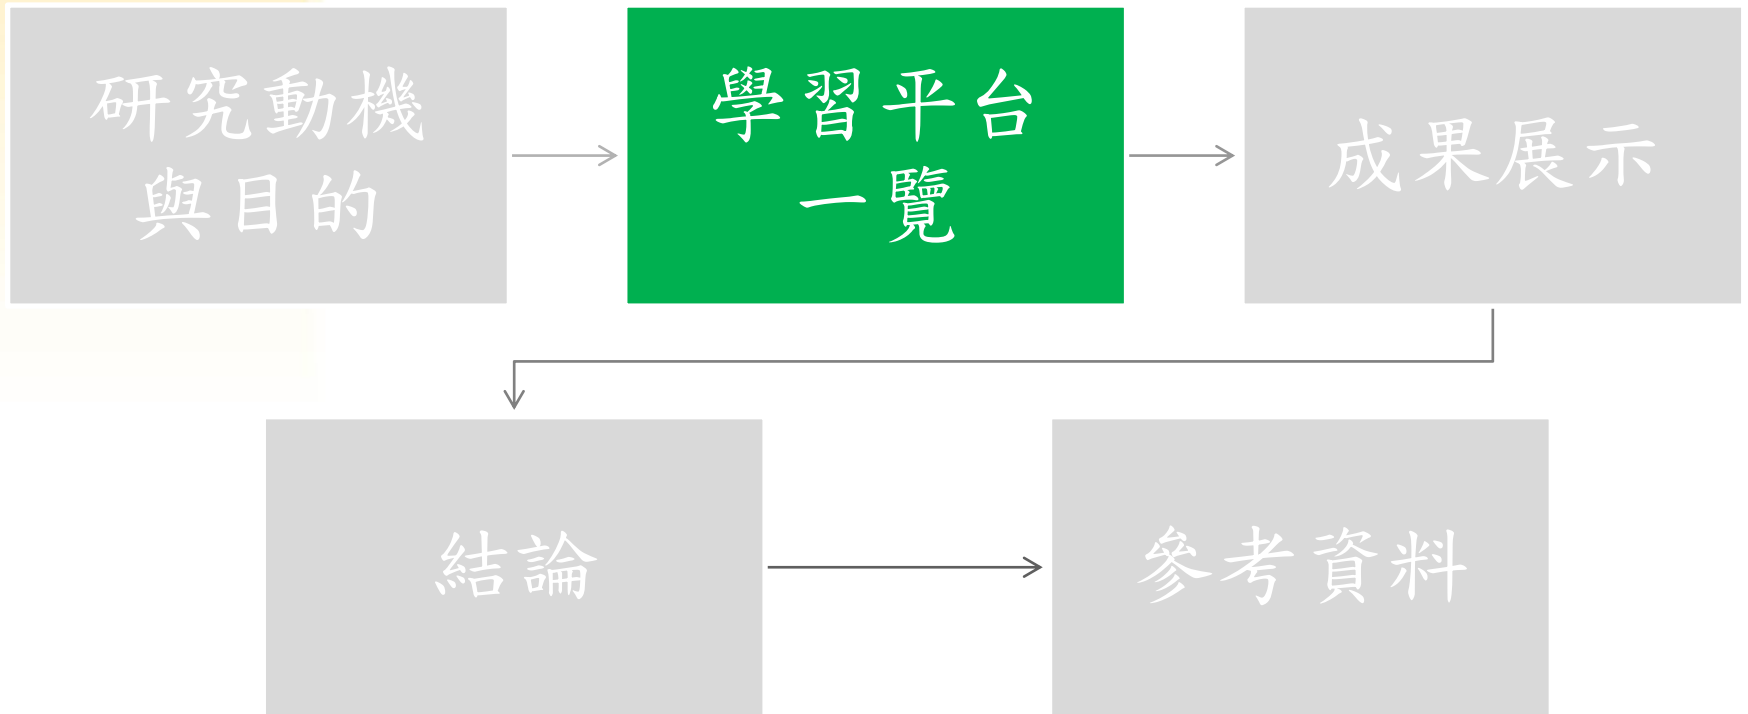 研究動機
與目的
學習平台
一覽
成果展示
結論
參考資料